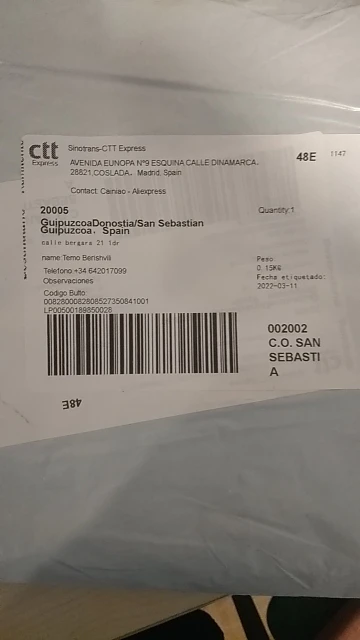 ctt
Express
Sinotrans-CTT Express
AVENIDA EUROPA Nº9 ESQUINA CALLE DINAMARCA.
28821,COSLADA, Madrid, Spain
Contact: Cainiao - Aliexpress
48E
1147
20005
Quantity:1
GuipuzcoaDonostia/San Sebastian
Guipuzcoa, Spain
calle bergara 21 1dr
name:Temo Berishvili
Telefono:+34 642017099
Observaciones
Peso
0.15KG
Fecha etiquetado:
2022-03-11
Codigo Bulto
0082800082808527350841001
LP00500189850028
002002
C.O. SAN
SEBASTI
A
48E